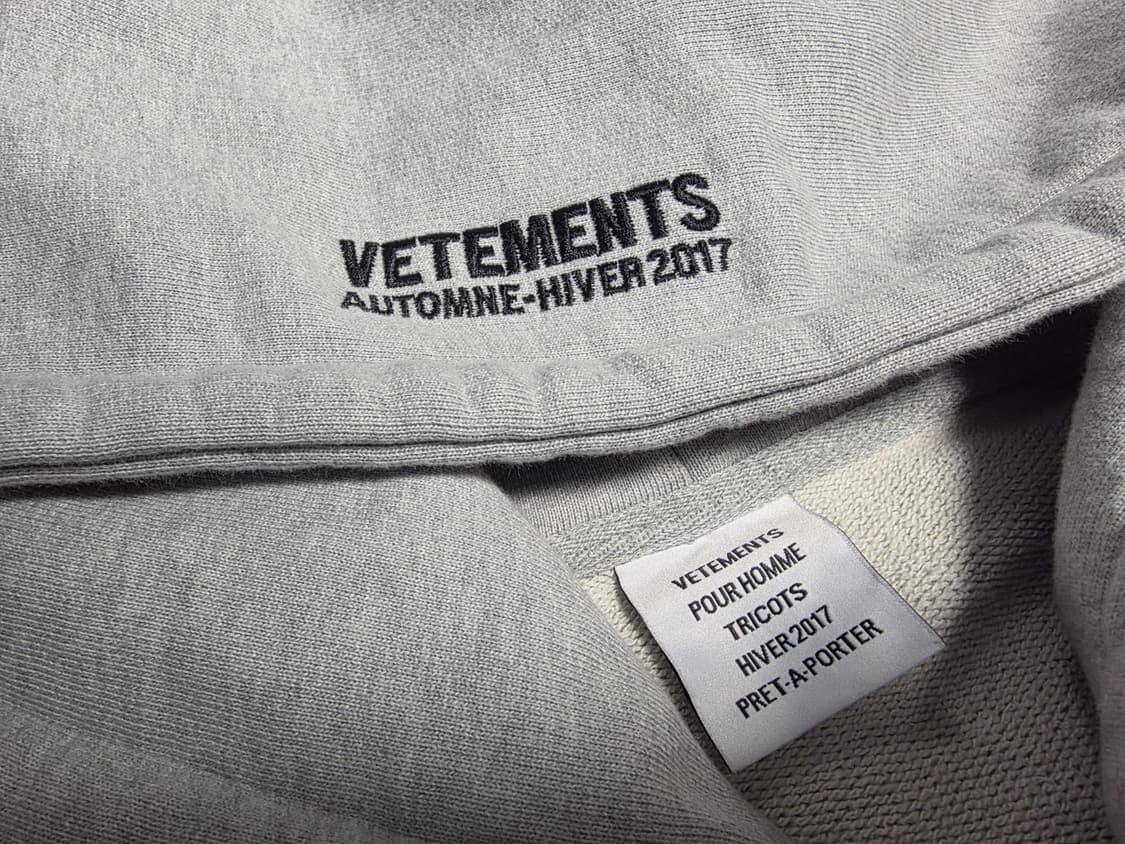 VETEMENTS
AUTOMNE-HIVER 2017
VETEMENTS
POUR HOMME
TRICOTS
HIVER 2017
PRET-A-PORTER